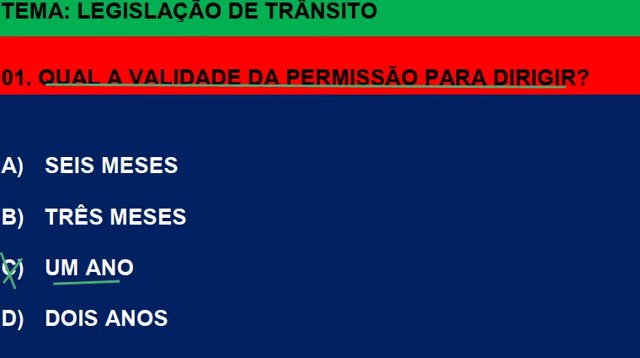 TEMA: LEGISLAÇÃO DE TRÂNSITO
01. QUAL A VALIDADE DA PERMISSÃO PARA DIRIGIR?
A) SEIS MESES
B) TRÊS MESES
C) UM ANO
D) DOIS ANOS